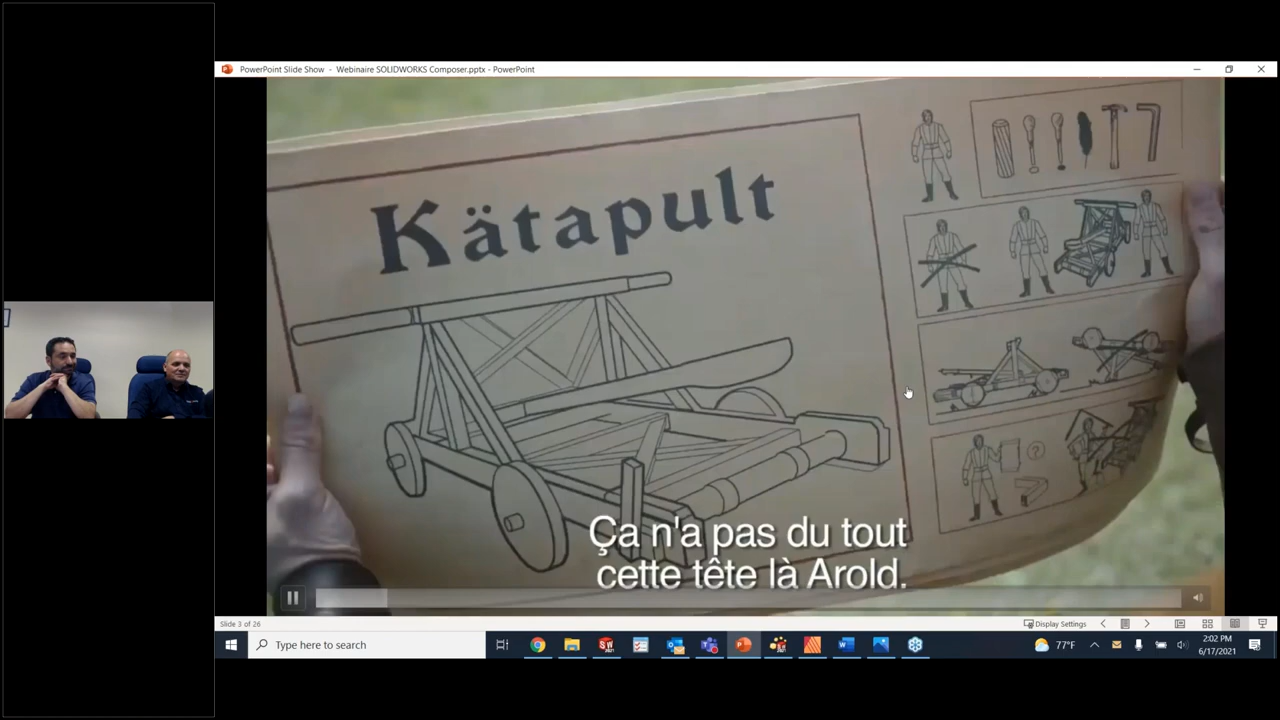 PowerPoint Slide Show - Webinaire SOLIDWORKS Composer.pptx - PowerPoint
Kätapult
?
Ça n'a pas du tout
cette tête là Arold.
Slide 3 of 26
Display Settings
Type here to search
77°F
2:02 PM
6/17/2021